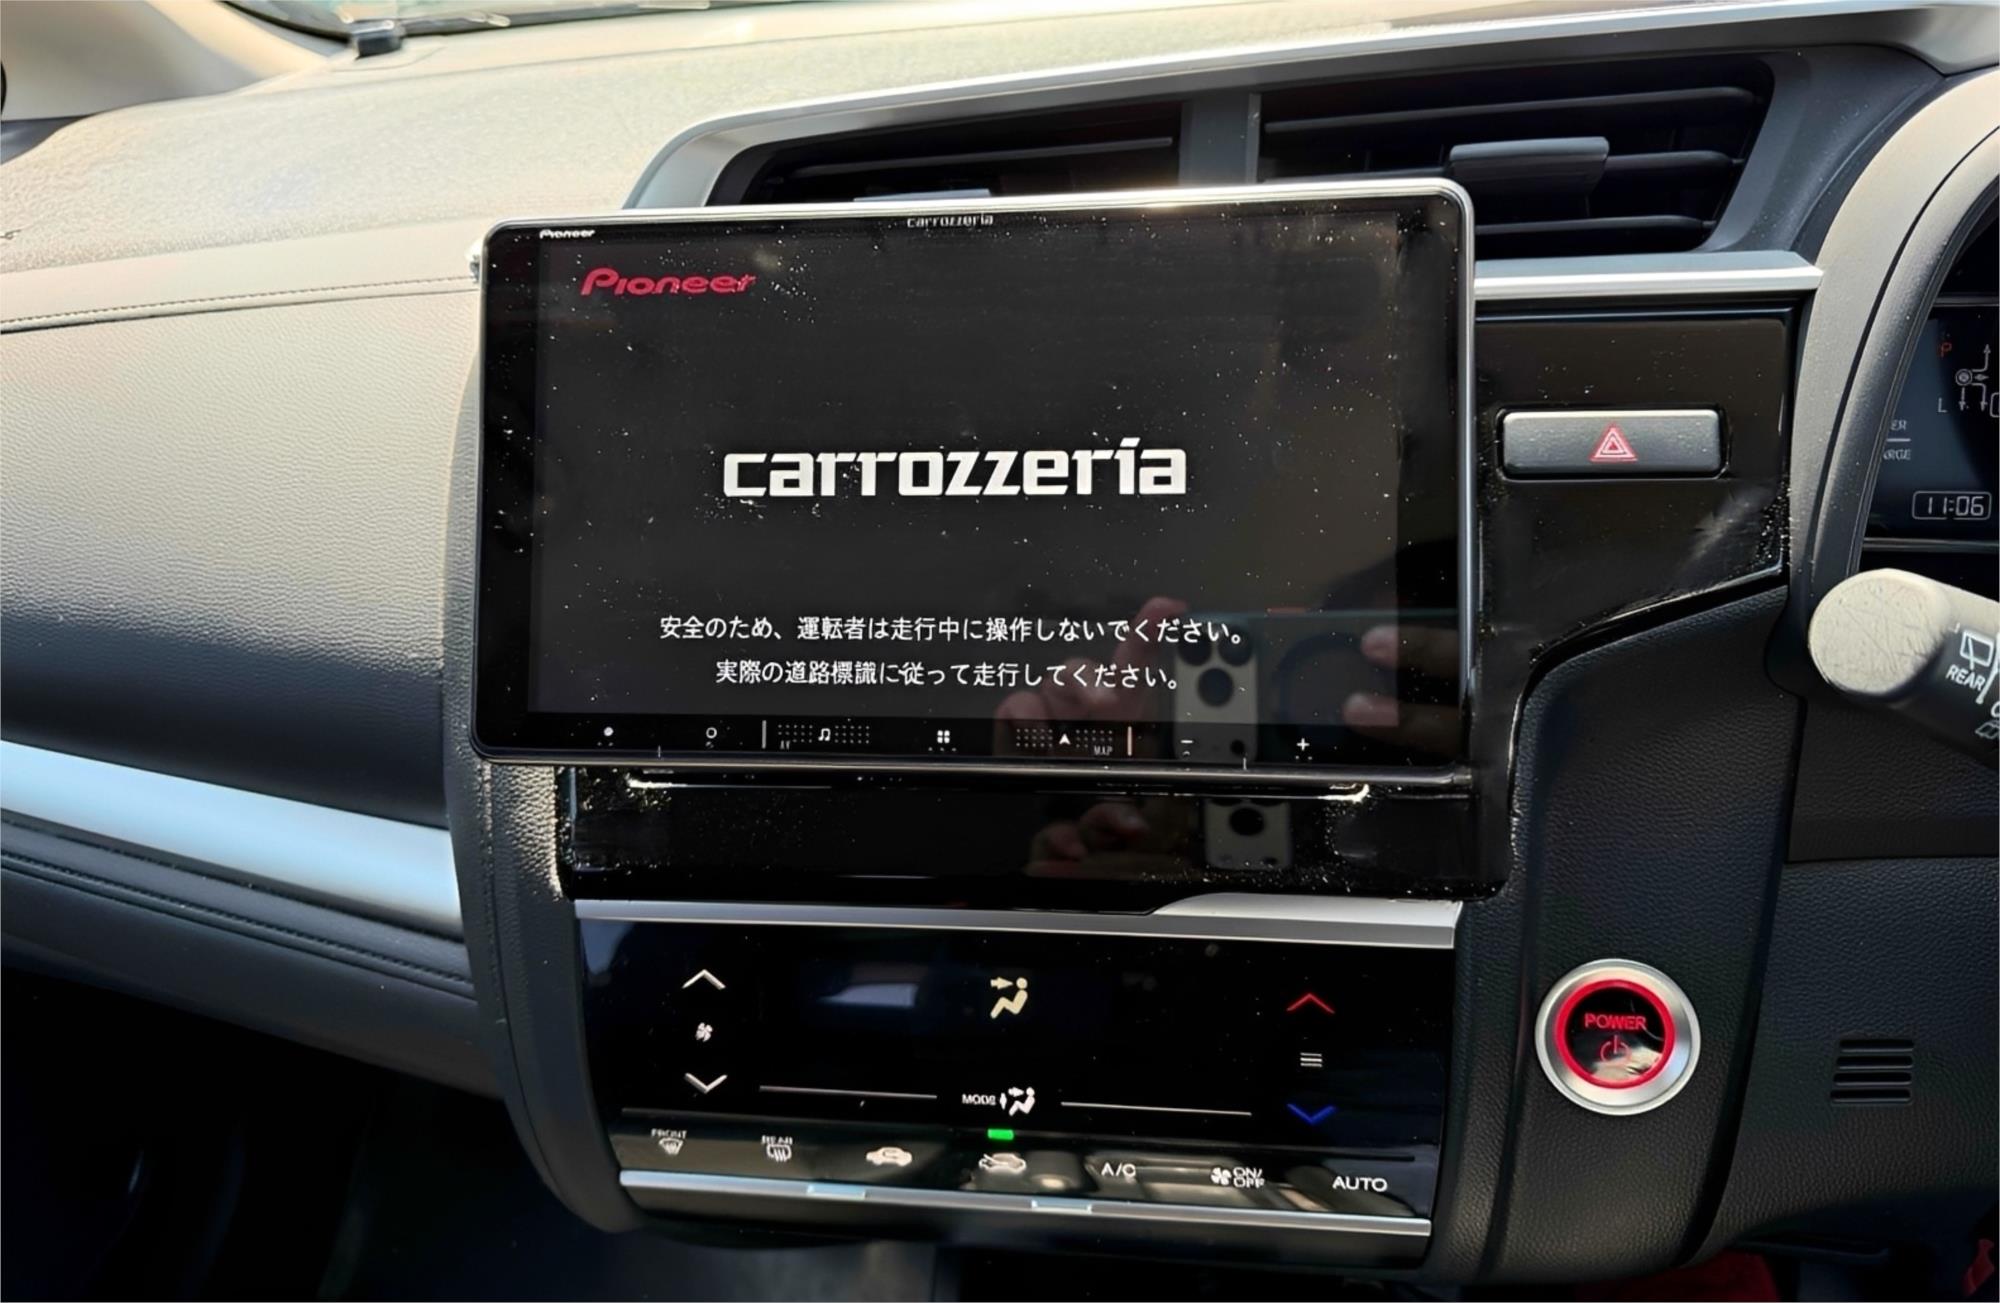 carrozzeria
Pioneer
Pioneer
carrozzeria
安全のため、運転者は走行中に操作しないでください。
実際の道路標識に従って走行してください。
AV
MAP
P
L
11:06
REAR
POWER
MODE
FRONT
REAR
A/C
ON/
OFF
AUTO